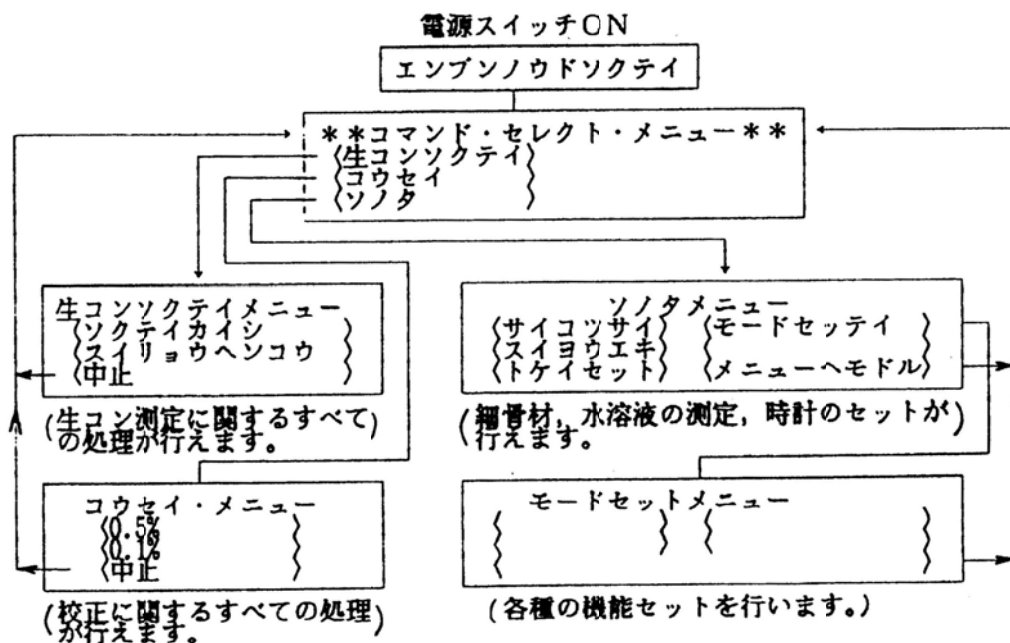 電源スイッチON
エンブンノウドソクテイ
**コマンド・セレクト・メニュー**
〈生コンソクテイ〉
〈コウセイ 〉
〈ソノタ 〉
生コンソクテイメニュー
〈ソクテイカイシ 〉
〈スイリョウヘンコウ 〉
〈中止 〉
(生コン測定に関するすべて)
の処理が行えます。
ソノタメニュー
〈サイコツサイ〉 〈モードセッテイ 〉
〈スイヨウエキ〉
〈トケイセット〉 〈メニューヘモドル〉
(細骨材,水溶液の測定,時計のセットが)
行えます。
コウセイ・メニュー
〈0.5% 〉
〈0.1% 〉
〈中止 〉
(校正に関するすべての処理)
が行えます。
モードセットメニュー
〈 〉 〈 〉
〈 〉
〈 〉
(各種の機能セットを行います。)